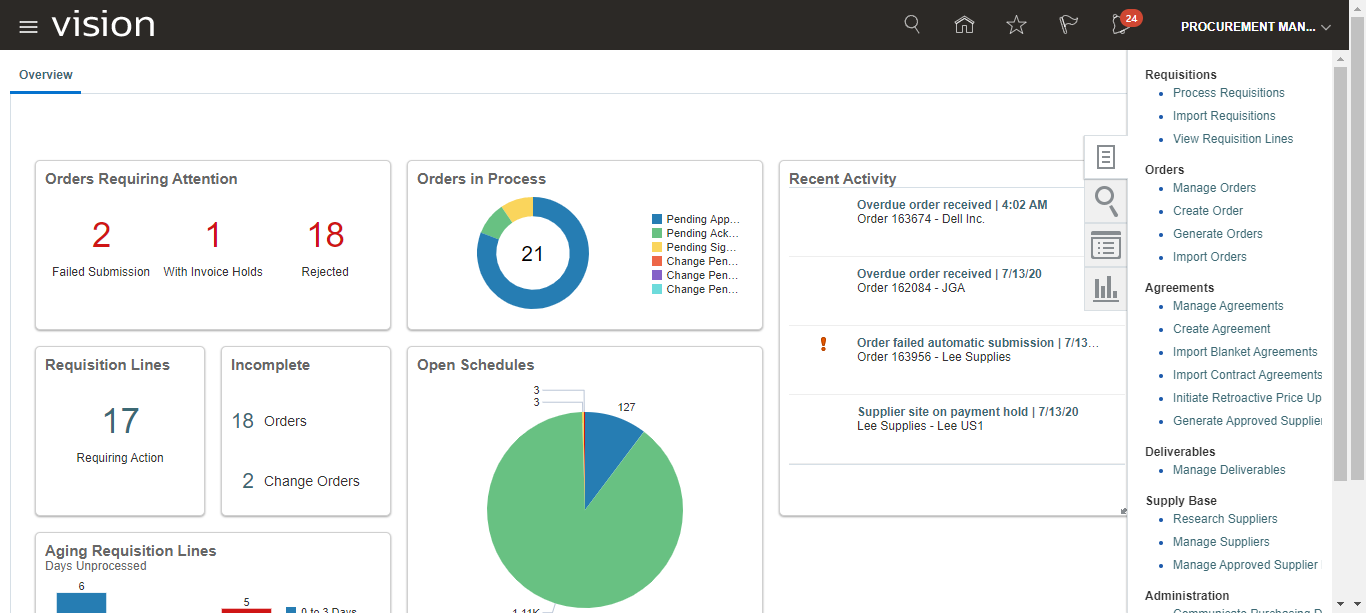 vision
24
PROCUREMENT MAN...
Overview
Orders Requiring Attention
2
1
18
Failed Submission
With Invoice Holds
Rejected
Orders in Process
21
Pending App...
Pending Ack...
Pending Sig...
Change Pen...
Change Pen...
Change Pen...
Recent Activity
Overdue order received | 4:02 AM
Order 163674 - Dell Inc.
Overdue order received | 7/13/20
Order 162084 - JGA
Order failed automatic submission | 7/13...
Order 163956 - Lee Supplies
Supplier site on payment hold | 7/13/20
Lee Supplies - Lee US1
Requisition Lines
17
Requiring Action
Incomplete
18 Orders
2 Change Orders
Open Schedules
3
3
127
1.11K
Aging Requisition Lines
Days Unprocessed
6
5
0 to 3 Days
Requisitions
Process Requisitions
Import Requisitions
View Requisition Lines
Orders
Manage Orders
Create Order
Generate Orders
Import Orders
Agreements
Manage Agreements
Create Agreement
Import Blanket Agreements
Import Contract Agreements
Initiate Retroactive Price Up
Generate Approved Supplier
Deliverables
Manage Deliverables
Supply Base
Research Suppliers
Manage Suppliers
Manage Approved Supplier
Administration
Communicate Purchasing D